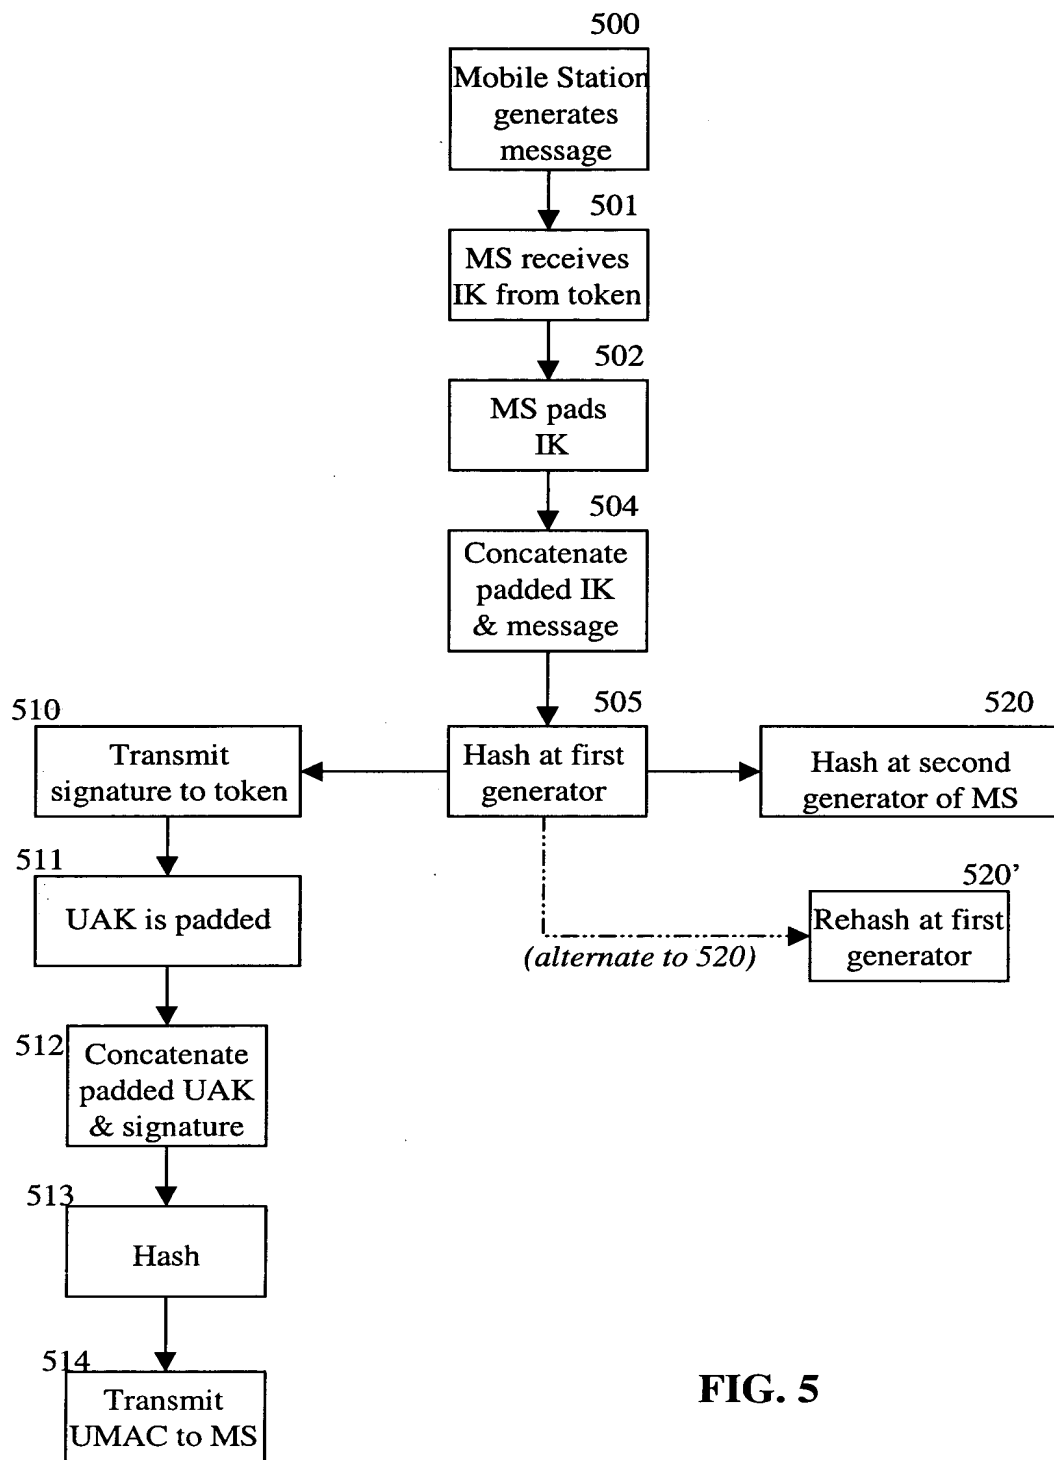 500
Mobile Station
generates
message
501
MS receives
IK from token
502
MS pads
IK
504
Concatenate
padded IK
& message
505
Hash at first
generator
510
Transmit
signature to token
520
Hash at second
generator of MS
511
UAK is padded
520’
Rehash at first
generator
(alternate to 520)
512
Concatenate
padded UAK
& signature
513
Hash
514
Transmit
UMAC to MS
FIG. 5